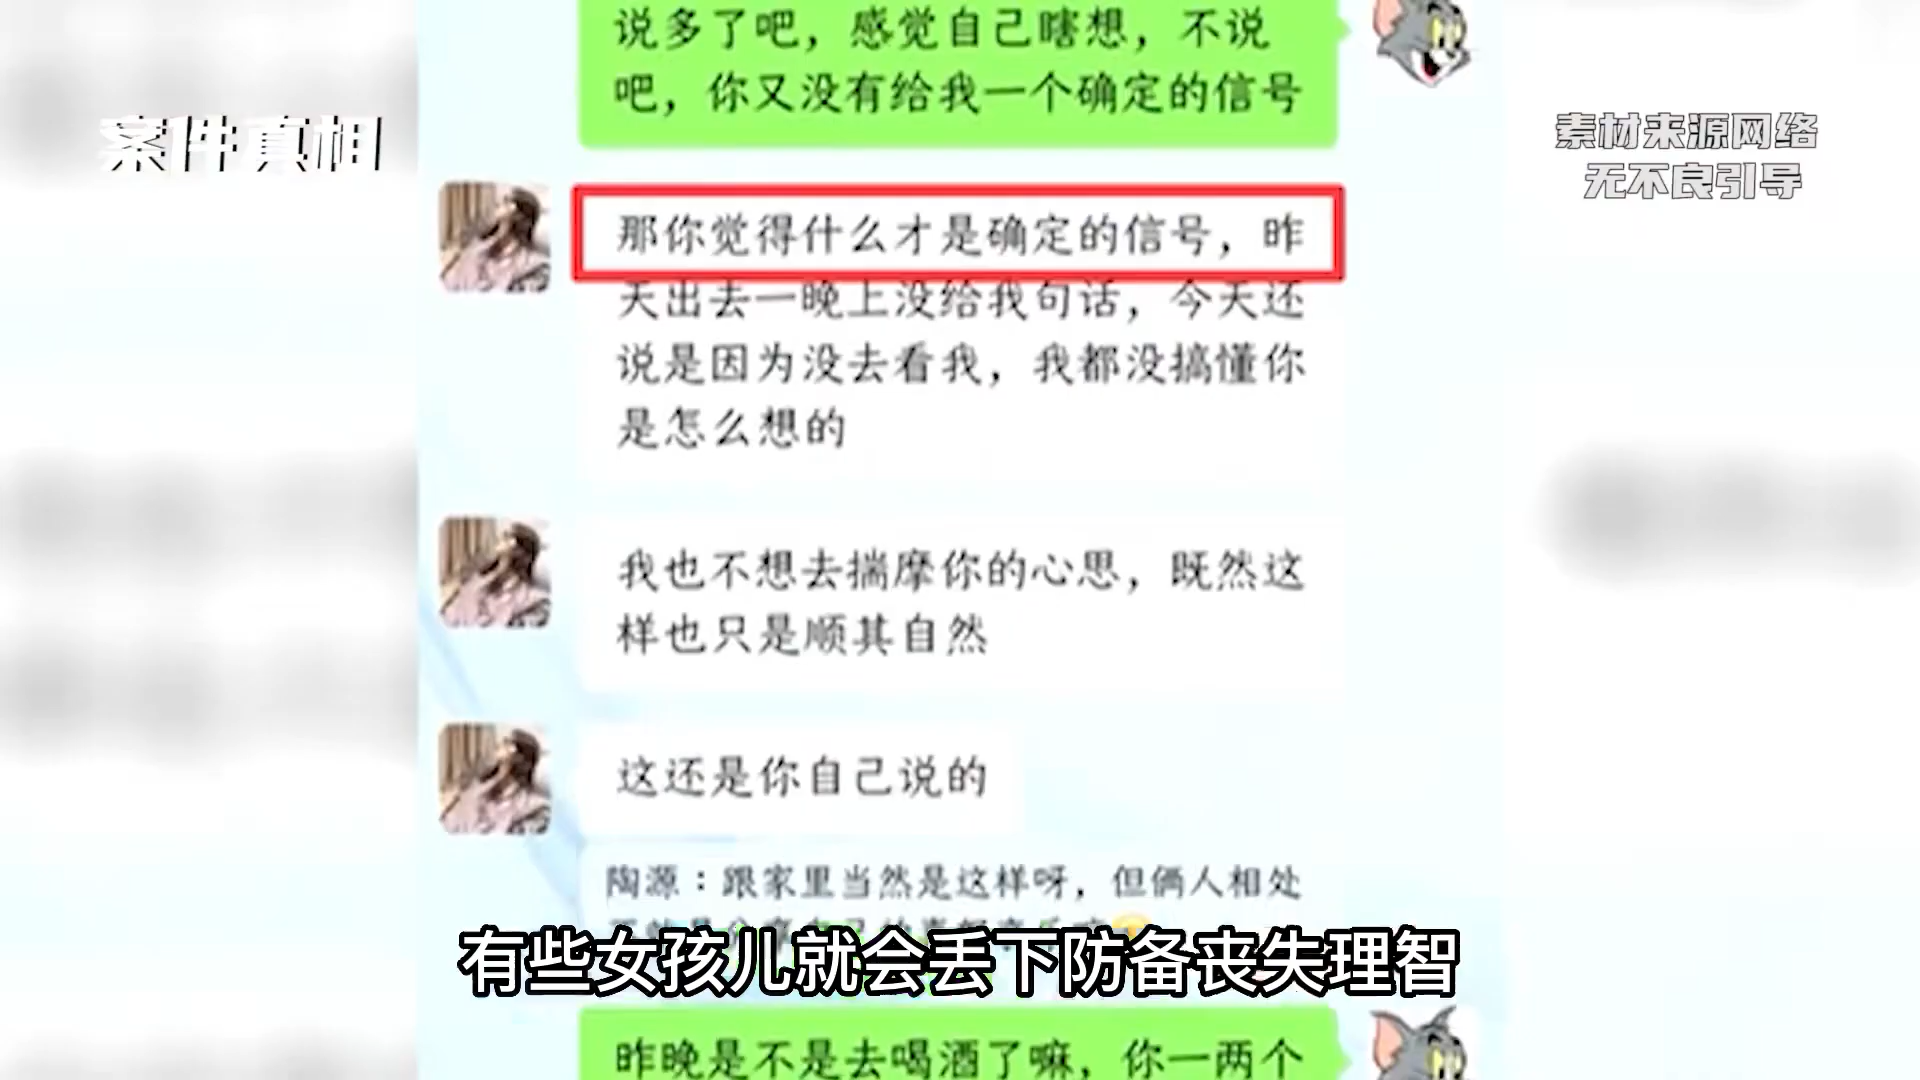 说多了吧，感觉自己瞎想，不说
吧，你又没有给我一个确定的信号
案件真相
素材来源网络
无不良引导
那你觉得什么才是确定的信号，昨
天出去一晚上没给我句话，今天还
说是因为没去看我，我都没搞懂你
是怎么想的
我也不想去揣摩你的心思，既然这
样也只是顺其自然
这还是你自己说的
陶源：跟家里当然是这样呀，但俩人相处
有些女孩儿就会丢下防备丧失理智
昨晚是不是去喝酒了嘛，你一两个